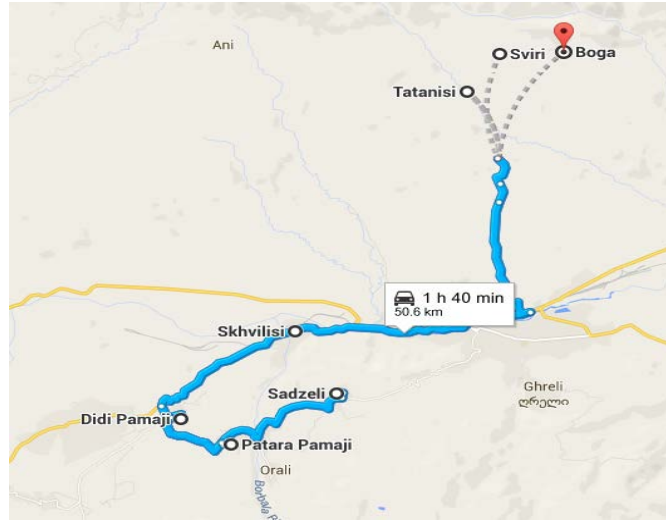 Ani
Sviri
Boga
Tatanisi
1 h 40 min
50.6 km
Skhvilisi
Ghreli
ღრელი
Sadzeli
Didi Pamaji
Patara Pamaji
Orali
Borbala